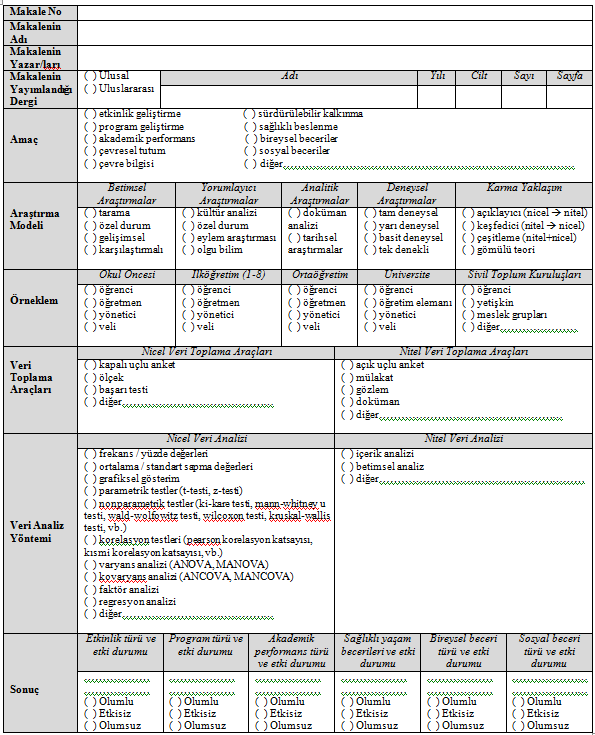 Makale No
Makalenin
Adı
Makalenin
Yazar/ları
Makalenin
Yayımlandığı
Dergi
( ) Ulusal
( ) Uluslararası
Adı Yılı Cilt Sayı Sayfa
Amaç
( ) etkinlik geliştirme ( ) sürdürülebilir kalkınma
( ) program geliştirme ( ) sağlıklı beslenme
( ) akademik performans ( ) bireysel beceriler
( ) çevresel tutum ( ) sosyal beceriler
( ) çevre bilgisi ( ) diğer
Araştırma
Modeli
Betimsel
Araştırmalar
( ) tarama
( ) özel durum
( ) gelişimsel
( ) karşılaştırmalı
Yorumlayıcı
Araştırmalar
( ) kültür analizi
( ) özel durum
( ) eylem araştırması
( ) olgu bilim
Analitik
Araştırmalar
( ) doküman
analizi
( ) tarihsel
araştırmalar
Deneysel
Araştırmalar
( ) tam deneysel
( ) yarı deneysel
( ) basit deneysel
( ) tek denekli
Karma Yaklaşım
( ) açıklayıcı (nicel → nitel)
( ) keşfedici (nitel → nicel)
( ) çeşitleme (nitel+nicel)
( ) gömülü teori
Örneklem
Okul Öncesi
( ) öğrenci
( ) öğretmen
( ) yönetici
( ) veli
İlköğretim (1-8)
( ) öğrenci
( ) öğretmen
( ) yönetici
( ) veli
Ortaöğretim
( ) öğrenci
( ) öğretmen
( ) yönetici
( ) veli
Üniversite
( ) öğrenci
( ) öğretim elemanı
( ) yönetici
( ) veli
Sivil Toplum Kuruluşları
( ) öğrenci
( ) yetişkin
( ) meslek grupları
( ) diğer
Veri
Toplama
Araçları
Nicel Veri Toplama Araçları
( ) kapalı uçlu anket
( ) ölçek
( ) başarı testi
( ) diğer
Nitel Veri Toplama Araçları
( ) açık uçlu anket
( ) mülakat
( ) gözlem
( ) doküman
( ) diğer
Veri Analiz
Yöntemi
Nicel Veri Analizi
( ) frekans / yüzde değerleri
( ) ortalama / standart sapma değerleri
( ) grafiksel gösterim
( ) parametrik testler (t-testi, z-testi)
( ) nonparametrik testler (ki-kare testi, mann-whitney u
testi, wald-wolfowitz testi, wilcoxon testi, kruskal-wallis
testi, vb.)
( ) korelasyon testleri (pearson korelasyon katsayısı,
kısmi korelasyon katsayısı, vb.)
( ) varyans analizi (ANOVA, MANOVA)
( ) kovaryans analizi (ANCOVA, MANCOVA)
( ) faktör analizi
( ) regresyon analizi
( ) diğer
Nitel Veri Analizi
( ) içerik analizi
( ) betimsel analiz
( ) diğer
Sonuç
Etkinlik türü ve
etki durumu
( ) Olumlu
( ) Etkisiz
( ) Olumsuz
Program türü ve
etki durumu
( ) Olumlu
( ) Etkisiz
( ) Olumsuz
Akademik
performans türü
ve etki durumu
( ) Olumlu
( ) Etkisiz
( ) Olumsuz
Sağlıklı yaşam
becerileri ve etki
durumu
( ) Olumlu
( ) Etkisiz
( ) Olumsuz
Bireysel beceri
türü ve etki
durumu
( ) Olumlu
( ) Etkisiz
( ) Olumsuz
Sosyal beceri
türü ve etki
durumu
( ) Olumlu
( ) Etkisiz
( ) Olumsuz